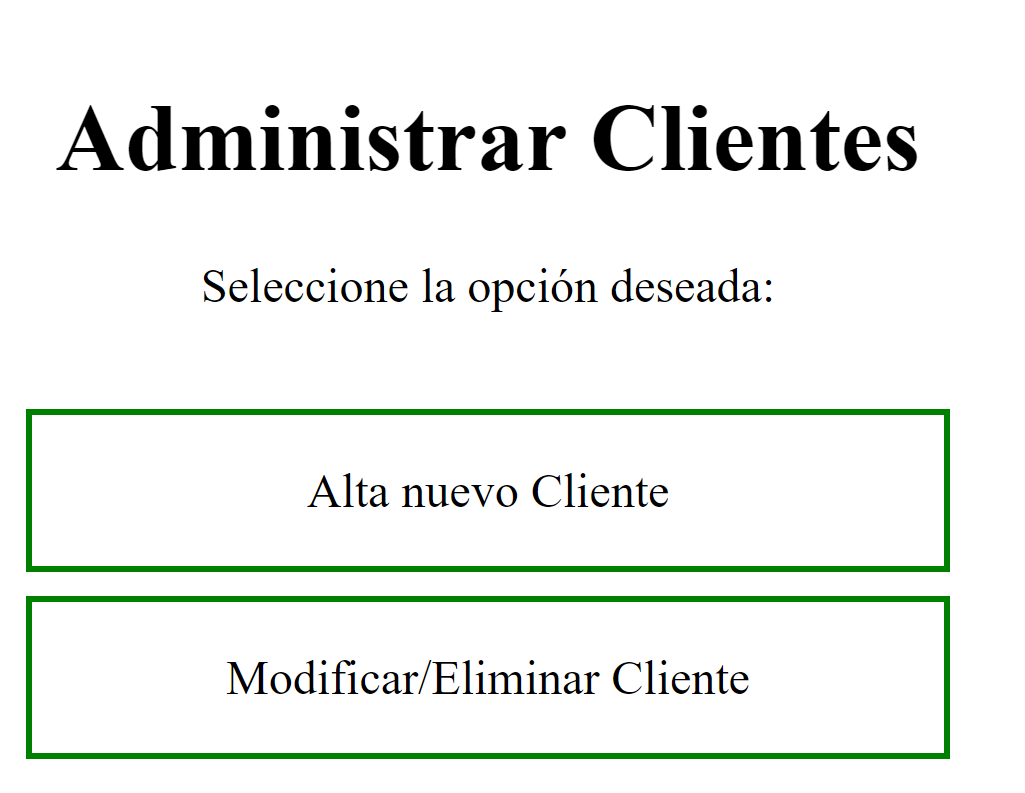 Administrar Clientes
Seleccione la opción deseada:
Alta nuevo Cliente
Modificar/Eliminar Cliente